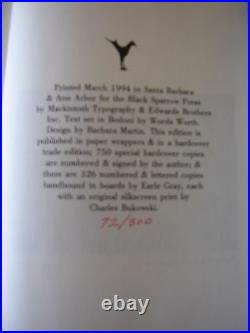 Printed March 1994 in Santa Barbara
& Ann Arbor for the Black Sparrow Press
by Mackintosh Typography & Edwards Brothers
Inc. Text set in Bodoni by Words Worth.
Design by Barbara Martin. This edition is
published in paper wrappers & in a hardcover
trade edition; 750 special hardcover copies
are numbered & signed by the author; &
there are 326 numbered & lettered copies
handbound in boards by Earle Gray, each
with an original silkscreen print by
Charles Bukowski.
72/300